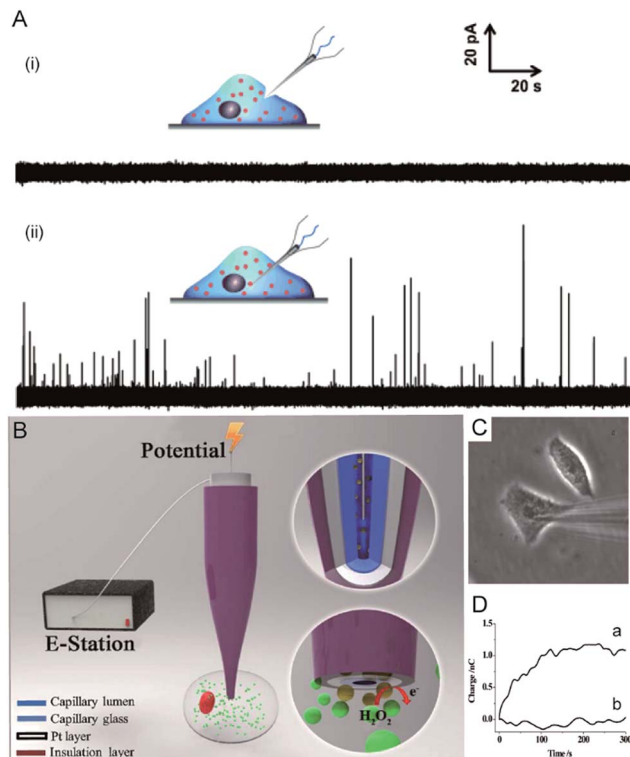 A
(i)
20 pA
20 s
(ii)
B
Potential
E-Station
Capillary lumen
Capillary glass
Pt layer
Insulation layer
e⁻
H₂O₂
C
D
Charge/nC
1.5
1.0
0.5
0.0
a
b
0
100
200
300
Time/s